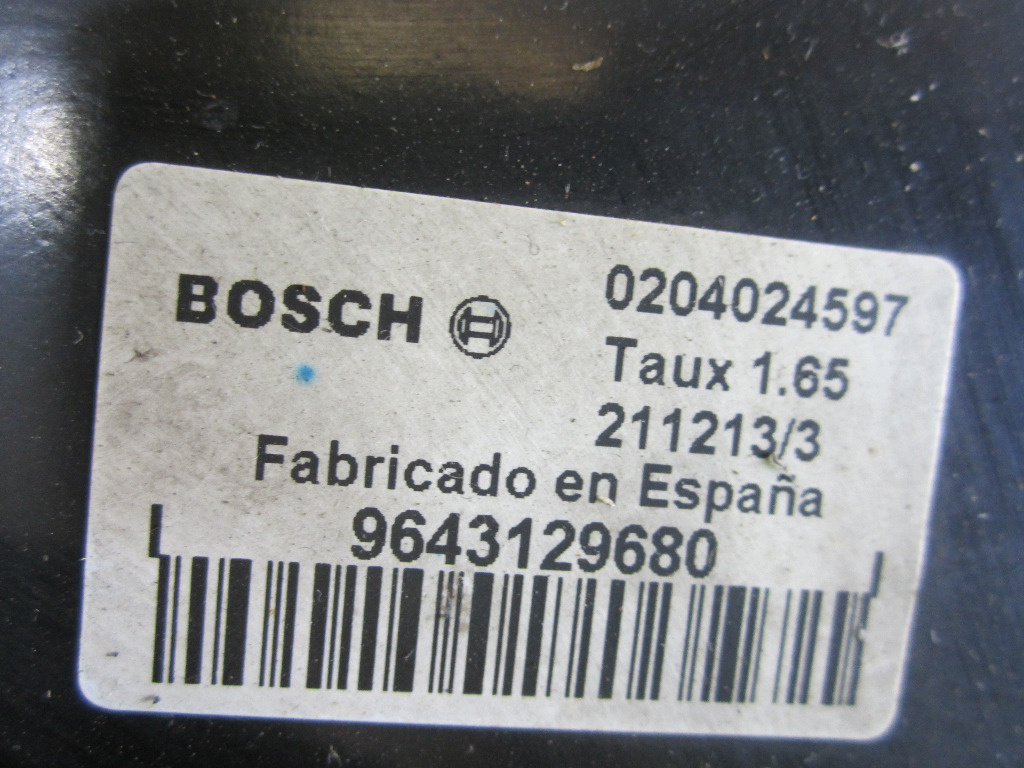 BOSCH
0204024597
Taux 1.65
211213/3
Fabricado en España
9643129680